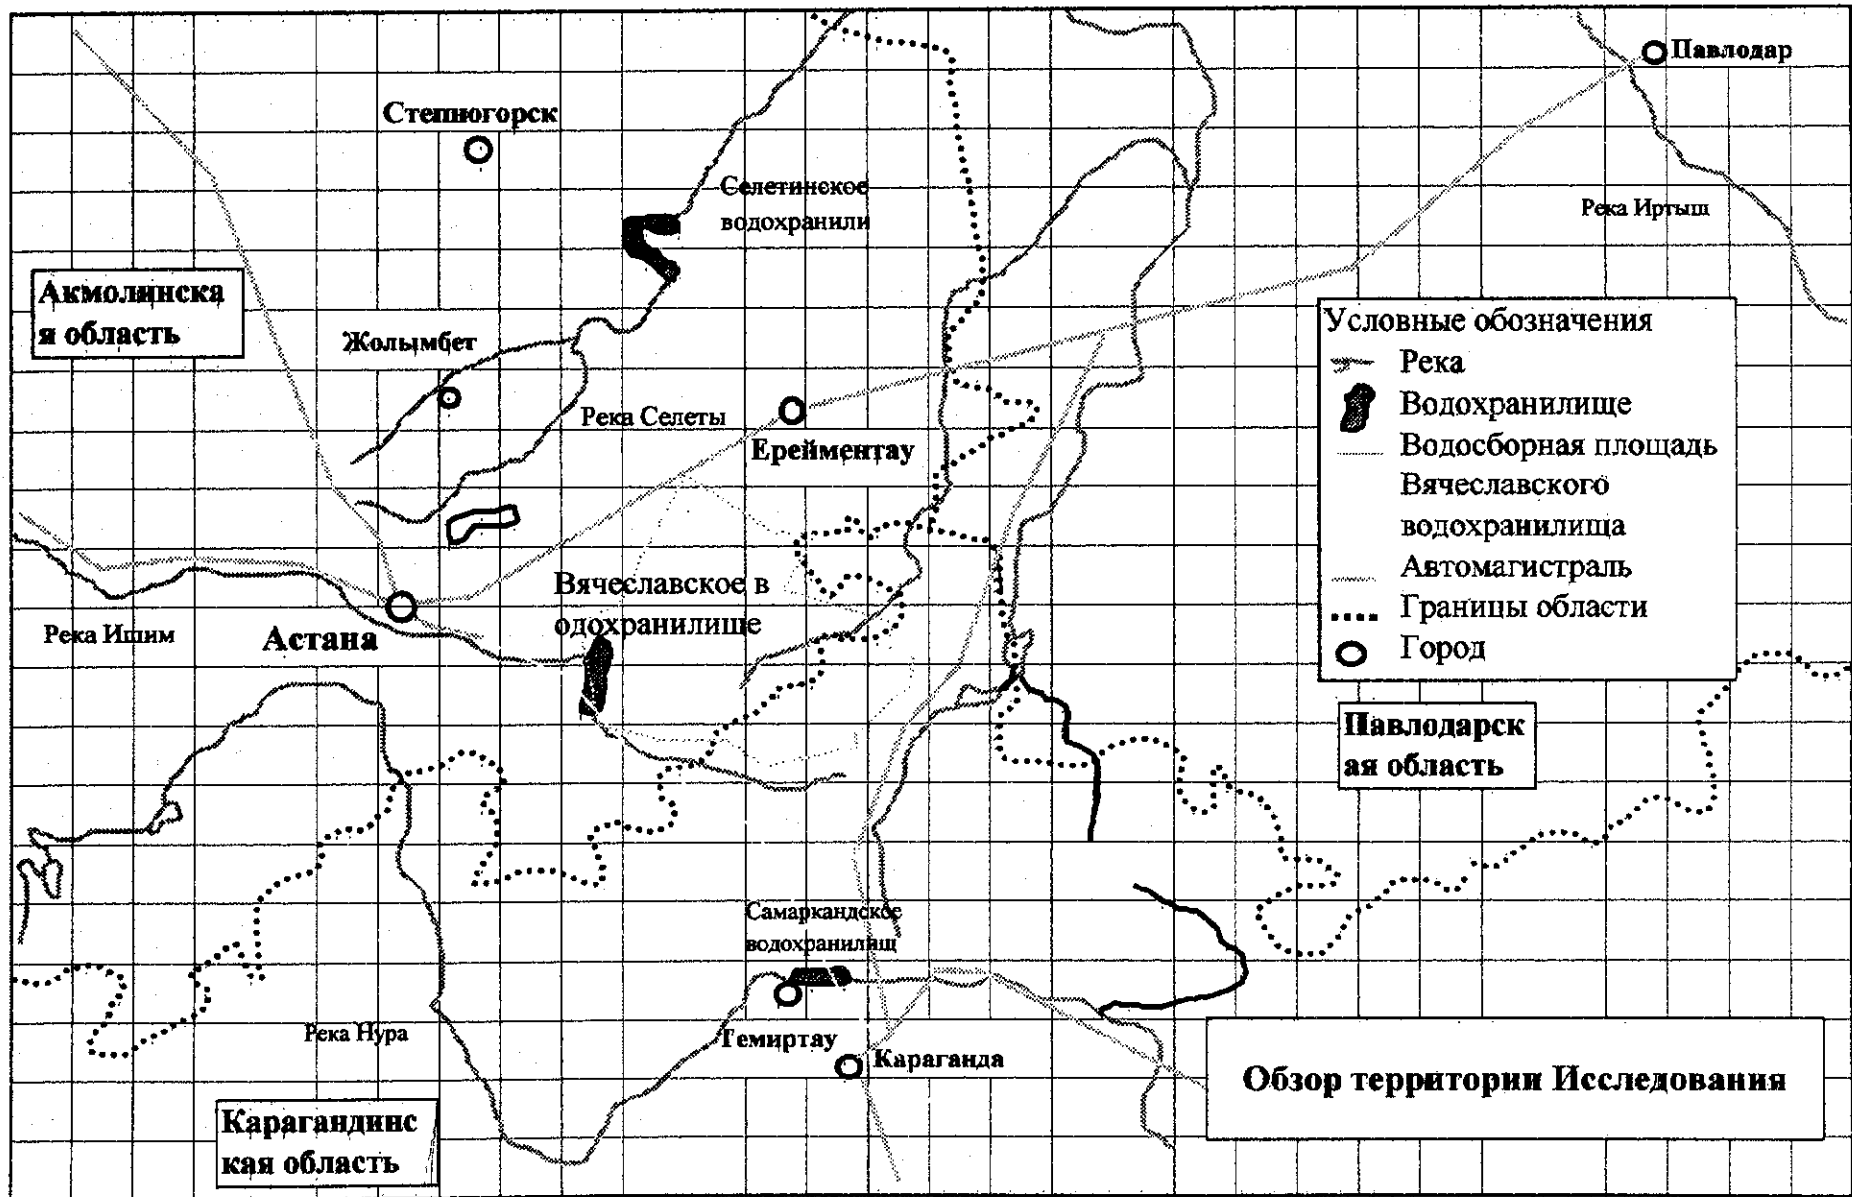 Павлодар
Степногорск
Селетинское
водохранили
Река Иртыш
Акмолинска
я область
Жолымбет
Река Селеты
Ерейментау
Условные обозначения
Река
Водохранилище
Водосборная площадь
Вячеславского
водохранилища
Автомагистраль
Границы области
Город
Вячеславское в
одохранилище
Река Ишим
Астана
Павлодарск
ая область
Самаркандское
водохранилищ
Река Нура
Темиртау
Караганда
Карагандинс
кая область
Обзор территории Исследования